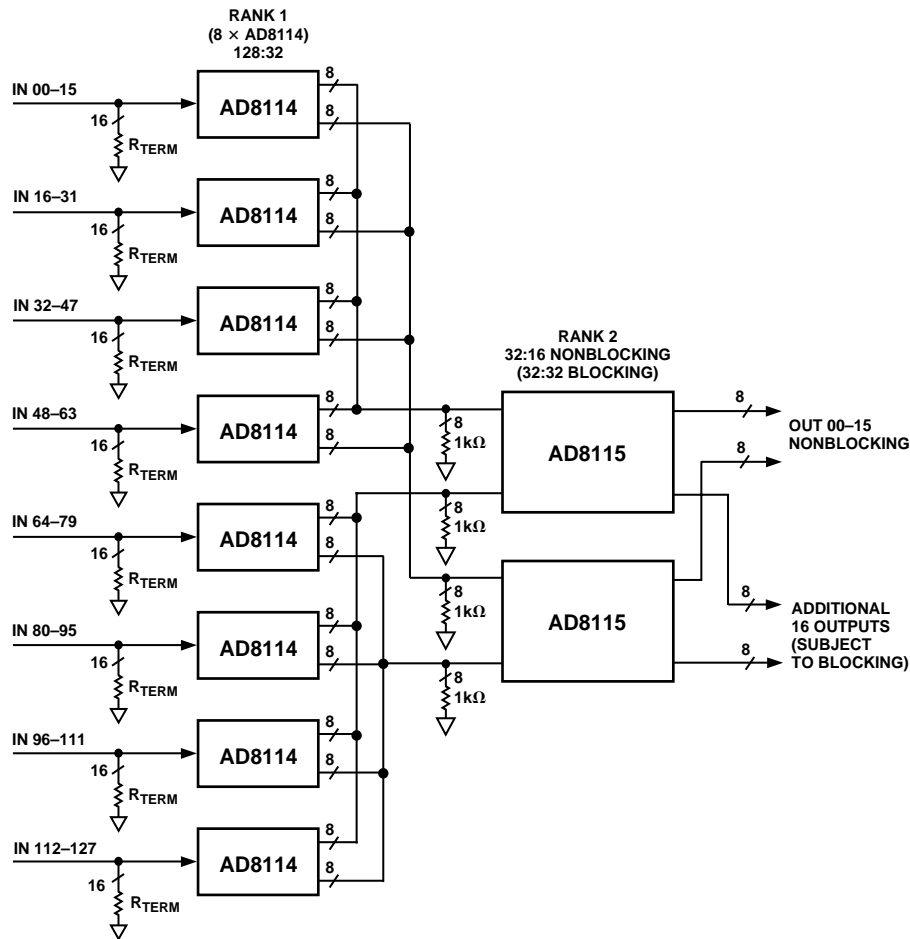 RANK 1
(8 × AD8114)
128:32
IN 00–15
16
RTERM
AD8114
8
8
IN 16–31
16
RTERM
AD8114
8
8
IN 32–47
16
RTERM
AD8114
8
8
IN 48–63
16
RTERM
AD8114
8
8
IN 64–79
16
RTERM
AD8114
8
8
IN 80–95
16
RTERM
AD8114
8
8
IN 96–111
16
RTERM
AD8114
8
8
IN 112–127
16
RTERM
AD8114
8
8
RANK 2
32:16 NONBLOCKING
(32:32 BLOCKING)
8
1kΩ
8
1kΩ
8
1kΩ
8
1kΩ
AD8115
AD8115
8
8
OUT 00–15
NONBLOCKING
8
8
ADDITIONAL
16 OUTPUTS
(SUBJECT
TO BLOCKING)